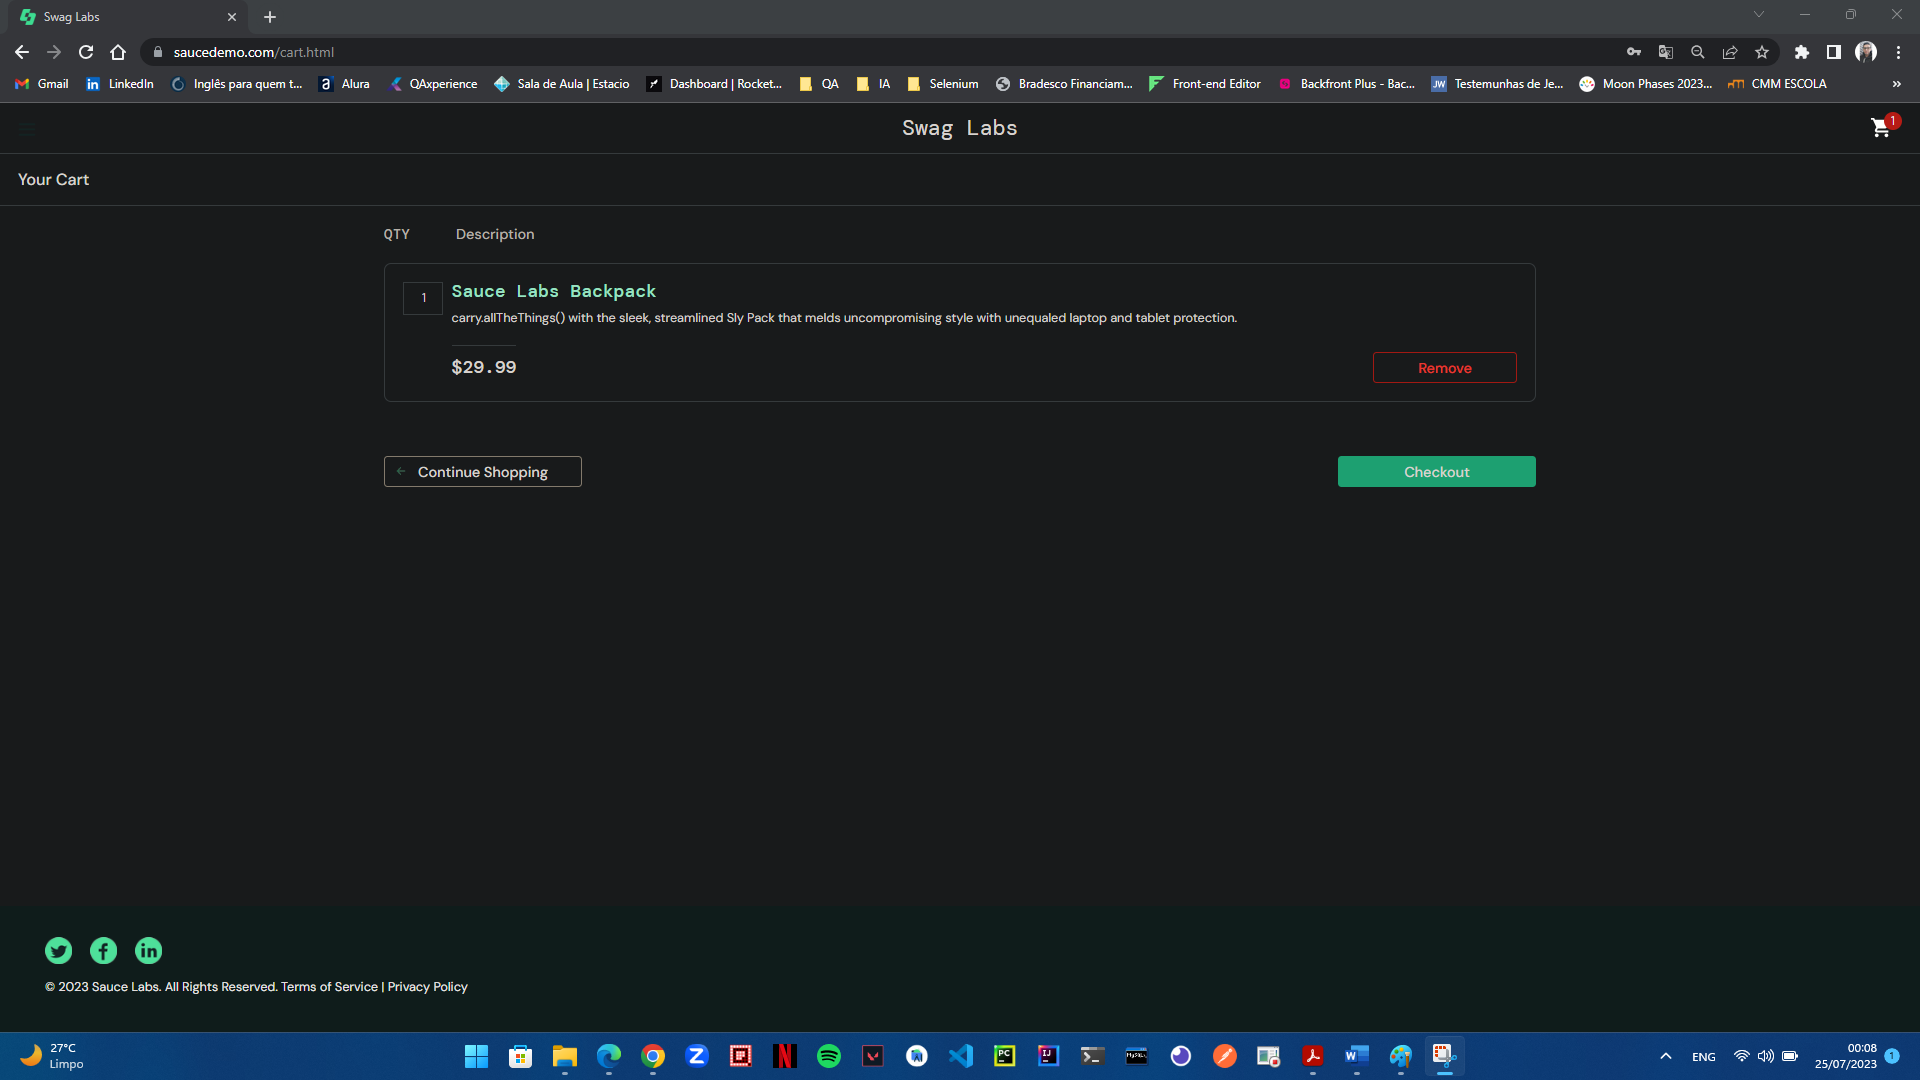 Swag Labs
saucedemo.com/cart.html
Gmail
LinkedIn
Inglês para quem t...
Alura
QAxperience
Sala de Aula | Estacio
Dashboard | Rocket...
QA
IA
Selenium
Bradesco Financiam...
Front-end Editor
Backfront Plus - Bac...
Testemunhas de Je...
Moon Phases 2023...
CMM ESCOLA
»
Swag Labs
1
Your Cart
QTY Description
1
Sauce Labs Backpack
carry.allTheThings() with the sleek, streamlined Sly Pack that melds uncompromising style with unequaled laptop and tablet protection.
$29.99
Remove
Continue Shopping
Checkout
© 2023 Sauce Labs. All Rights Reserved. Terms of Service | Privacy Policy
27°C
Limpo
ENG
00:08
25/07/2023
1